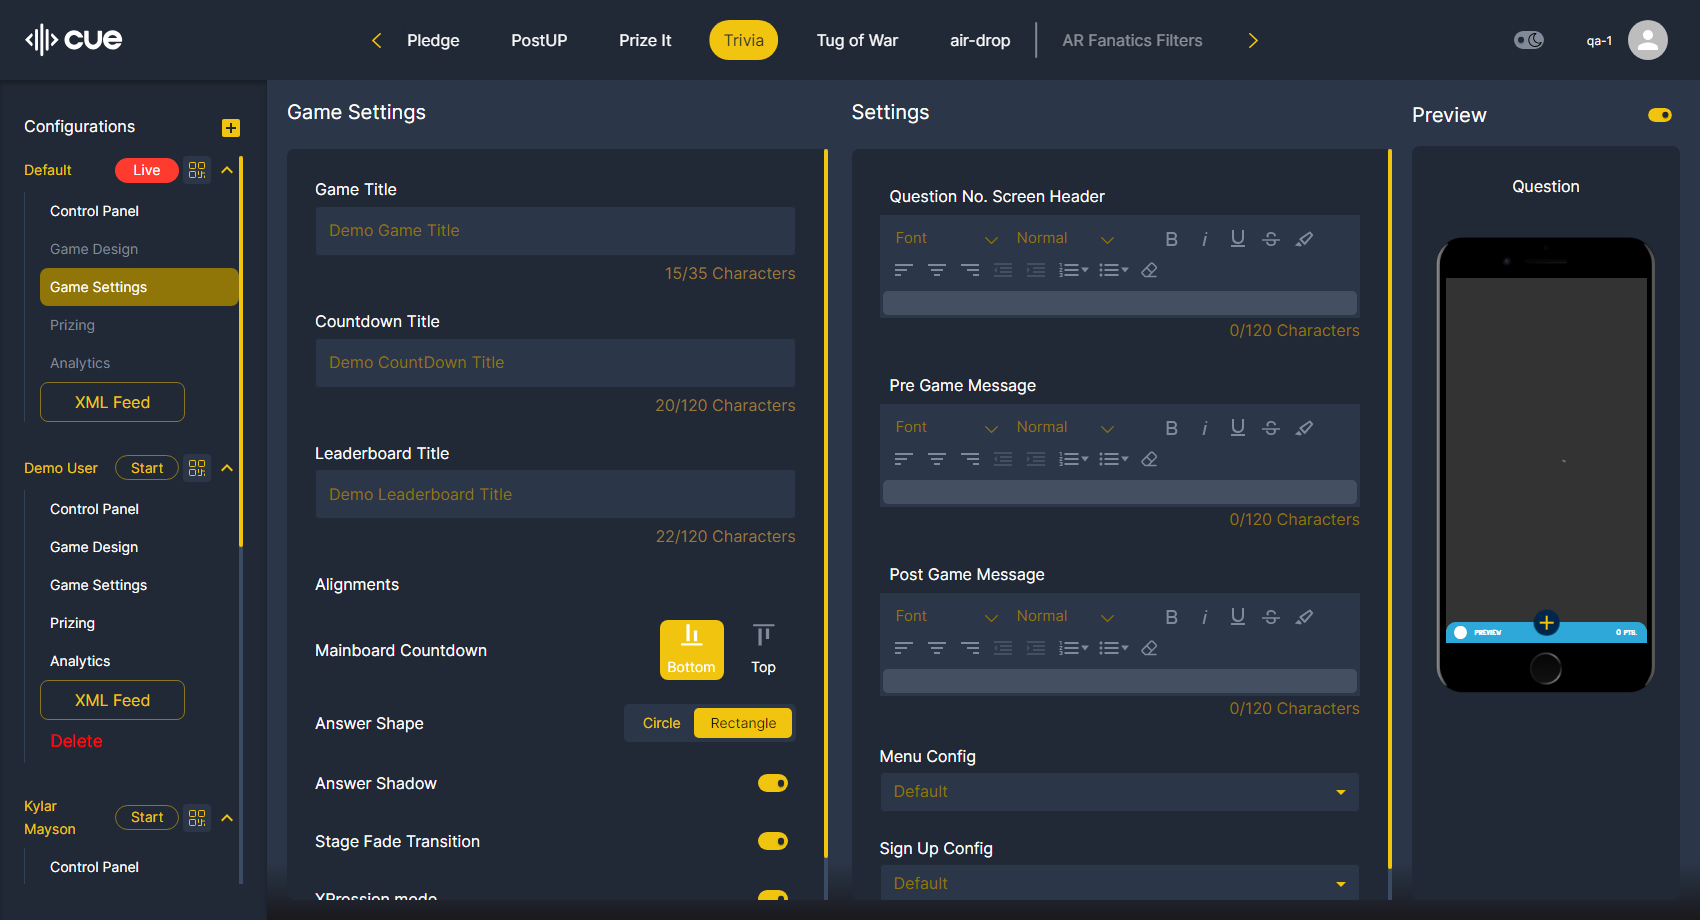 cue
Pledge
PostUP
Prize It
Trivia
Tug of War
air-drop
AR Fanatics Filters
qa-1
Configurations
Default
Live
Control Panel
Game Design
Game Settings
Prizing
Analytics
XML Feed
Demo User
Start
Control Panel
Game Design
Game Settings
Prizing
Analytics
XML Feed
Delete
Kylar
Mayson
Start
Control Panel
Game Settings
Game Title
Demo Game Title
15/35 Characters
Countdown Title
Demo CountDown Title
20/120 Characters
Leaderboard Title
Demo Leaderboard Title
22/120 Characters
Alignments
Mainboard Countdown
Bottom
Top
Answer Shape
Circle
Rectangle
Answer Shadow
Stage Fade Transition
XPression mode
Settings
Question No. Screen Header
Font
Normal
0/120 Characters
Pre Game Message
Font
Normal
0/120 Characters
Post Game Message
Font
Normal
0/120 Characters
Menu Config
Default
Sign Up Config
Default
Preview
Question
PREVIEW
0 PTS.